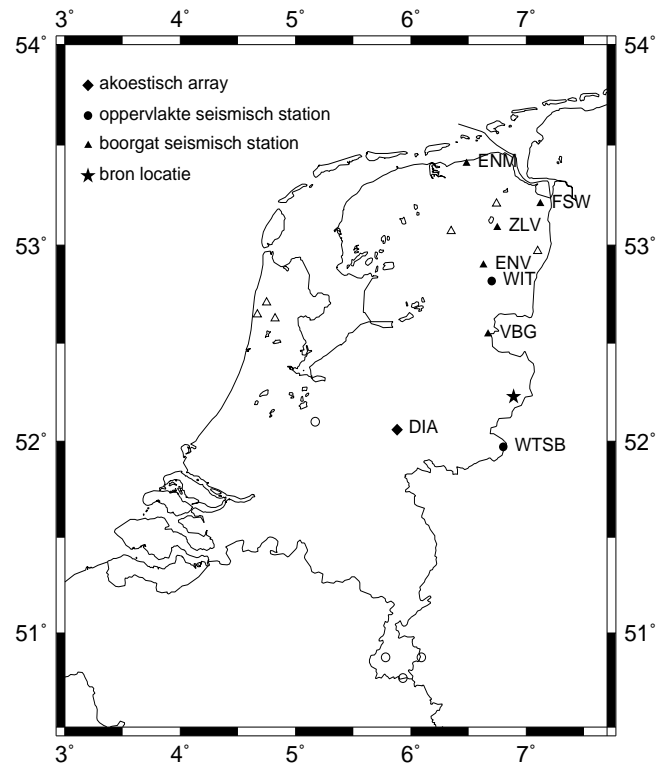 3˚ 4˚ 5˚ 6˚ 7˚
54˚ 54˚
akoestisch array
oppervlakte seismisch station
boorgat seismisch station
bron locatie
ENM
FSW
ZLV
53˚ 53˚
ENV
WIT
VBG
DIA
52˚ 52˚
WTSB
51˚ 51˚
3˚ 4˚ 5˚ 6˚ 7˚